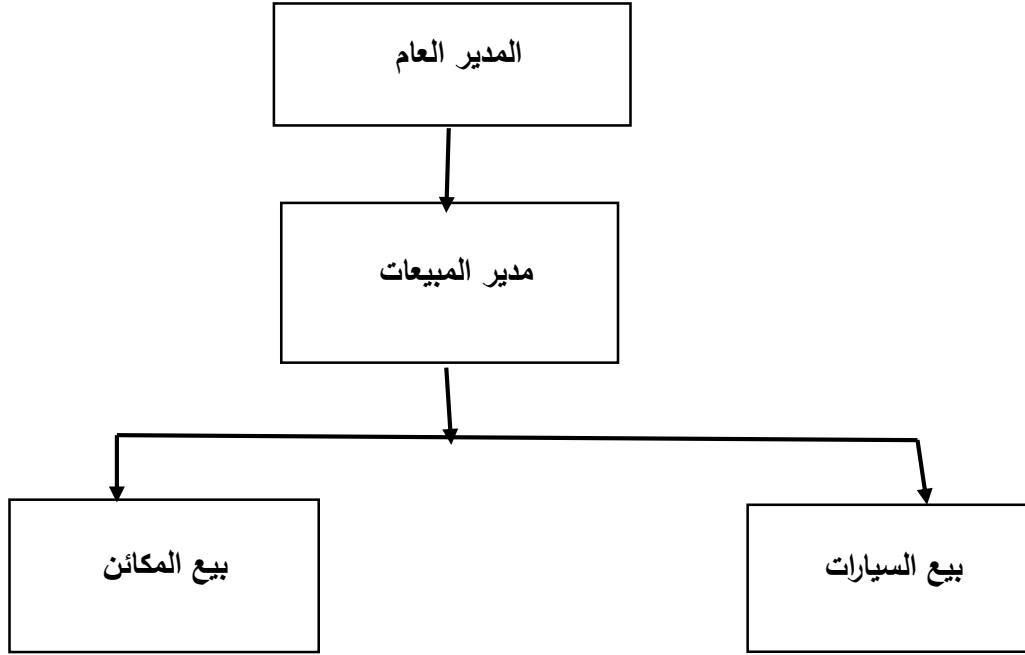 المدير العام
مدير المبيعات
بيع السيارات
بيع المكائن